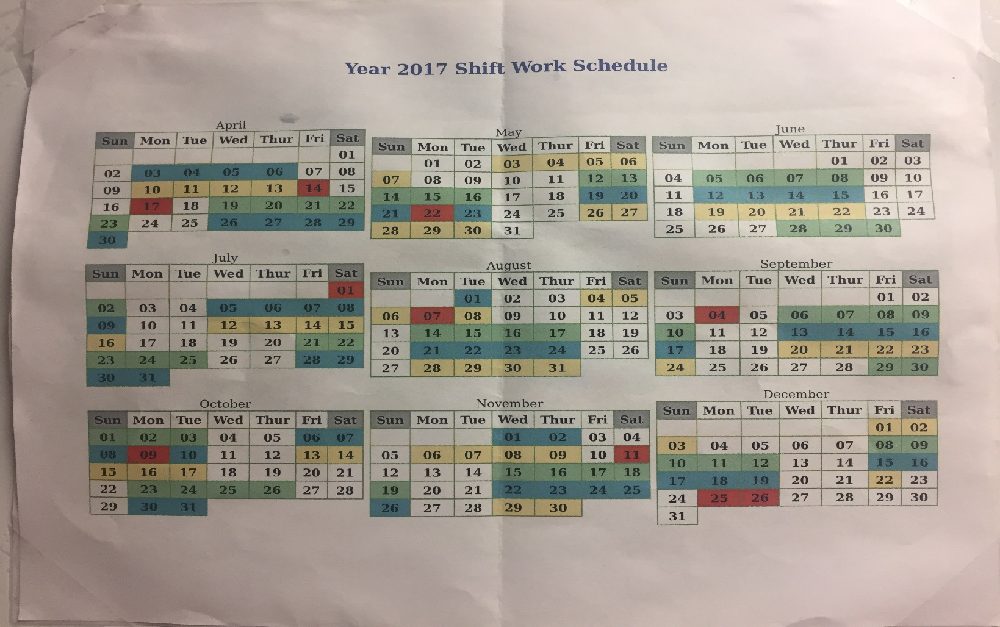 Year 2017 Shift Work Schedule
April
Sun Mon Tue Wed Thur Fri Sat
01
02 03 04 05 06 07 08
09 10 11 12 13 14 15
16 17 18 19 20 21 22
23 24 25 26 27 28 29
30
May
Sun Mon Tue Wed Thur Fri Sat
01 02 03 04 05 06
07 08 09 10 11 12 13
14 15 16 17 18 19 20
21 22 23 24 25 26 27
28 29 30 31
June
Sun Mon Tue Wed Thur Fri Sat
01 02 03
04 05 06 07 08 09 10
11 12 13 14 15 16 17
18 19 20 21 22 23 24
25 26 27 28 29 30
July
Sun Mon Tue Wed Thur Fri Sat
01
02 03 04 05 06 07 08
09 10 11 12 13 14 15
16 17 18 19 20 21 22
23 24 25 26 27 28 29
30 31
August
Sun Mon Tue Wed Thur Fri Sat
01 02 03 04 05
06 07 08 09 10 11 12
13 14 15 16 17 18 19
20 21 22 23 24 25 26
27 28 29 30 31
September
Sun Mon Tue Wed Thur Fri Sat
01 02
03 04 05 06 07 08 09
10 11 12 13 14 15 16
17 18 19 20 21 22 23
24 25 26 27 28 29 30
October
Sun Mon Tue Wed Thur Fri Sat
01 02 03 04 05 06 07
08 09 10 11 12 13 14
15 16 17 18 19 20 21
22 23 24 25 26 27 28
29 30 31
November
Sun Mon Tue Wed Thur Fri Sat
01 02 03 04
05 06 07 08 09 10 11
12 13 14 15 16 17 18
19 20 21 22 23 24 25
26 27 28 29 30
December
Sun Mon Tue Wed Thur Fri Sat
01 02
03 04 05 06 07 08 09
10 11 12 13 14 15 16
17 18 19 20 21 22 23
24 25 26 27 28 29 30
31